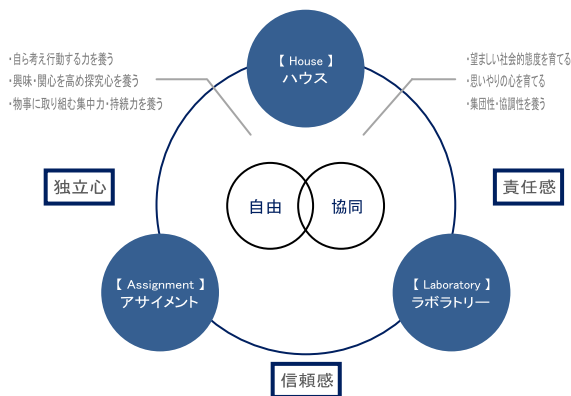 【 House 】
ハウス
・自ら考え行動する力を養う
・興味・関心を高め探究心を養う
・物事に取り組む集中力・持続力を養う
・望ましい社会的態度を育てる
・思いやりの心を育てる
・集団性・協調性を養う
独立心
責任感
自由
協同
【 Assignment 】
アサイメント
【 Laboratory 】
ラボラトリー
信頼感